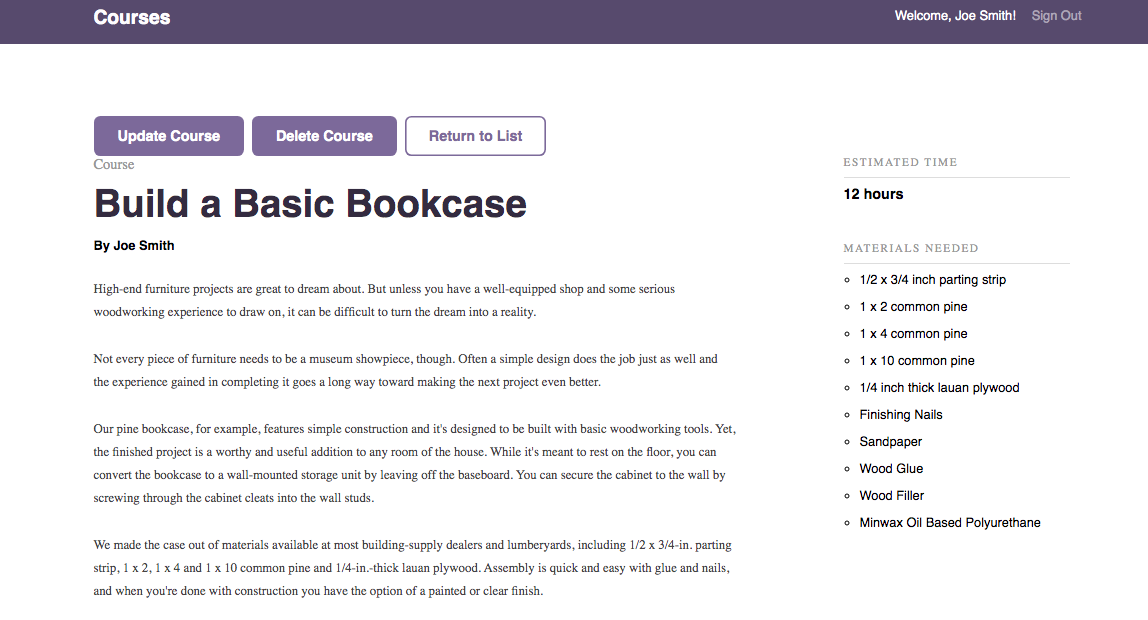 Courses
Welcome, Joe Smith! Sign Out
Update Course Delete Course Return to List
Course
Build a Basic Bookcase
By Joe Smith
High-end furniture projects are great to dream about. But unless you have a well-equipped shop and some serious
woodworking experience to draw on, it can be difficult to turn the dream into a reality.
Not every piece of furniture needs to be a museum showpiece, though. Often a simple design does the job just as well and
the experience gained in completing it goes a long way toward making the next project even better.
Our pine bookcase, for example, features simple construction and it's designed to be built with basic woodworking tools. Yet,
the finished project is a worthy and useful addition to any room of the house. While it's meant to rest on the floor, you can
convert the bookcase to a wall-mounted storage unit by leaving off the baseboard. You can secure the cabinet to the wall by
screwing through the cabinet cleats into the wall studs.
We made the case out of materials available at most building-supply dealers and lumberyards, including 1/2 x 3/4-in. parting
strip, 1 x 2, 1 x 4 and 1 x 10 common pine and 1/4-in.-thick lauan plywood. Assembly is quick and easy with glue and nails,
and when you're done with construction you have the option of a painted or clear finish.
ESTIMATED TIME
12 hours
MATERIALS NEEDED
1/2 x 3/4 inch parting strip
1 x 2 common pine
1 x 4 common pine
1 x 10 common pine
1/4 inch thick lauan plywood
Finishing Nails
Sandpaper
Wood Glue
Wood Filler
Minwax Oil Based Polyurethane